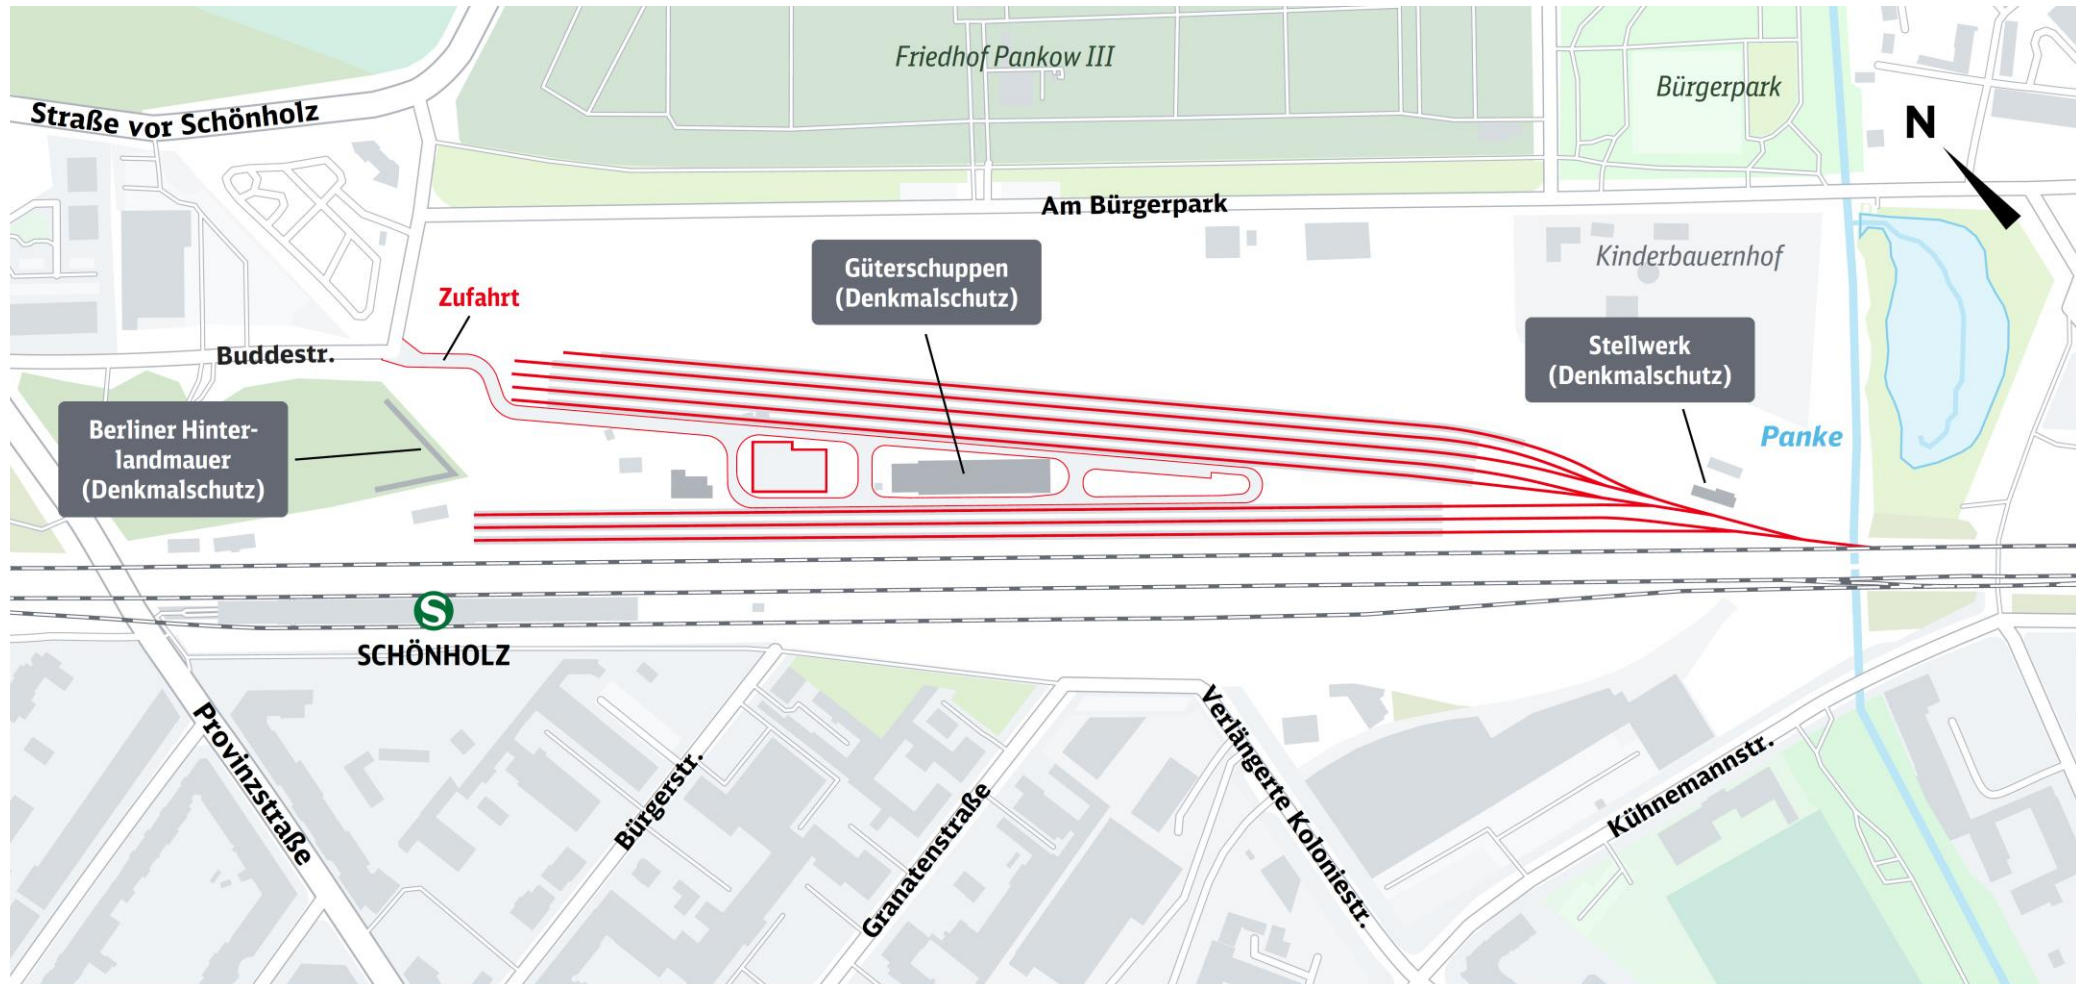 Friedhof Pankow III
Bürgerpark
Straße vor Schönholz
N
Am Bürgerpark
Güterschuppen
(Denkmalschutz)
Kinderbauernhof
Zufahrt
Buddestr.
Stellwerk
(Denkmalschutz)
Berliner Hinter-
landmauer
(Denkmalschutz)
Panke
S
SCHÖNHOLZ
Provinzstraße
Bürgerstr.
Granatenstraße
Verlängerte Koloniestr.
Kühnemannstr.